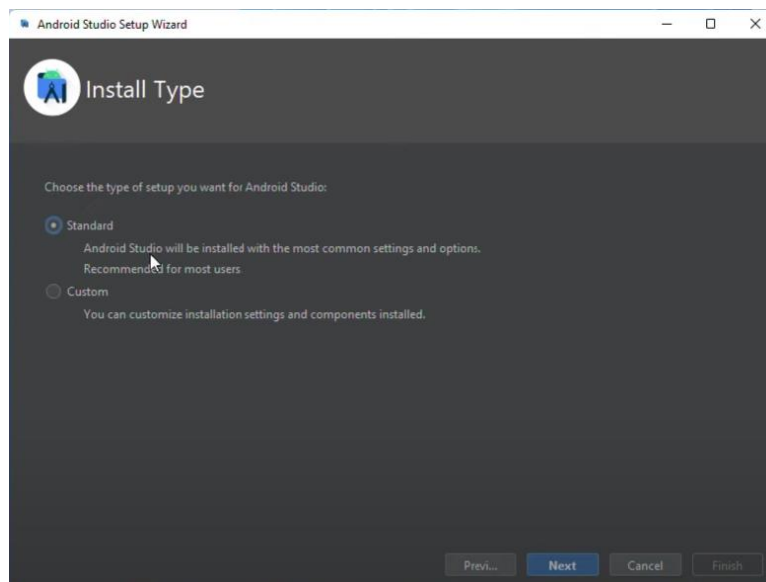 Android Studio Setup Wizard
Install Type
Choose the type of setup you want for Android Studio:
Standard
Android Studio will be installed with the most common settings and options.
Recommended for most users
Custom
You can customize installation settings and components installed.
Previ... Next Cancel Finish